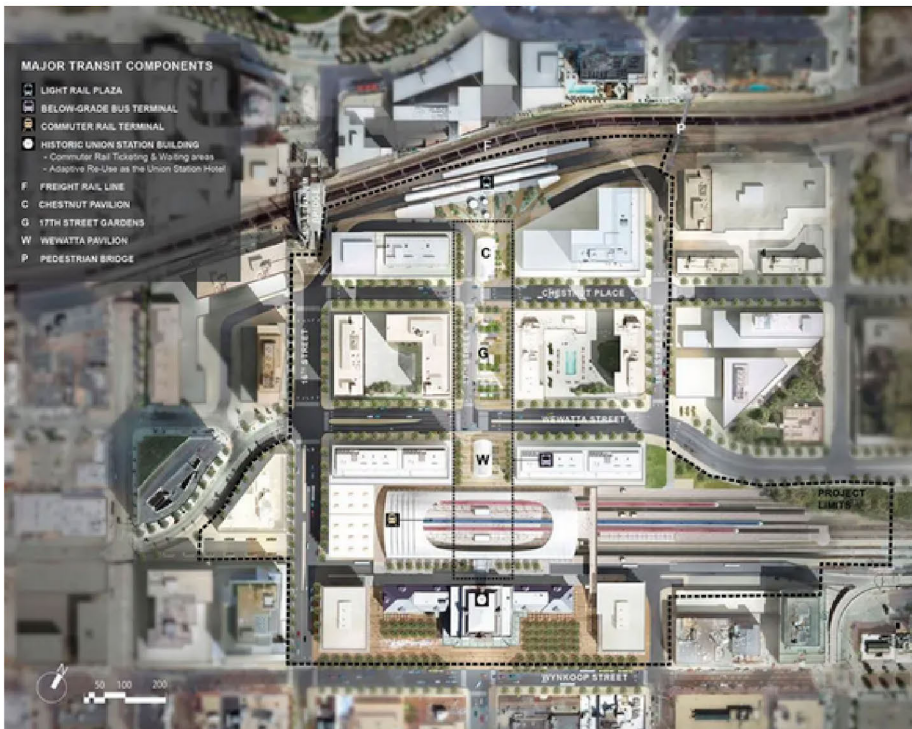 MAJOR TRANSIT COMPONENTS
LIGHT RAIL PLAZA
BELOW-GRADE BUS TERMINAL
COMMUTER RAIL TERMINAL
HISTORIC UNION STATION BUILDING
- Commuter Rail Ticketing & Waiting areas
- Adaptive Re-Use as the Union Station Hotel
F FREIGHT RAIL LINE
C CHESTNUT PAVILION
G 17TH STREET GARDENS
W WEWATTA PAVILION
P PEDESTRIAN BRIDGE
P
F
C
CHESTNUT PLACE
16TH STREET
G
WEWATTA STREET
W
PROJECT
LIMITS
WYNKOOP STREET
50 100 200